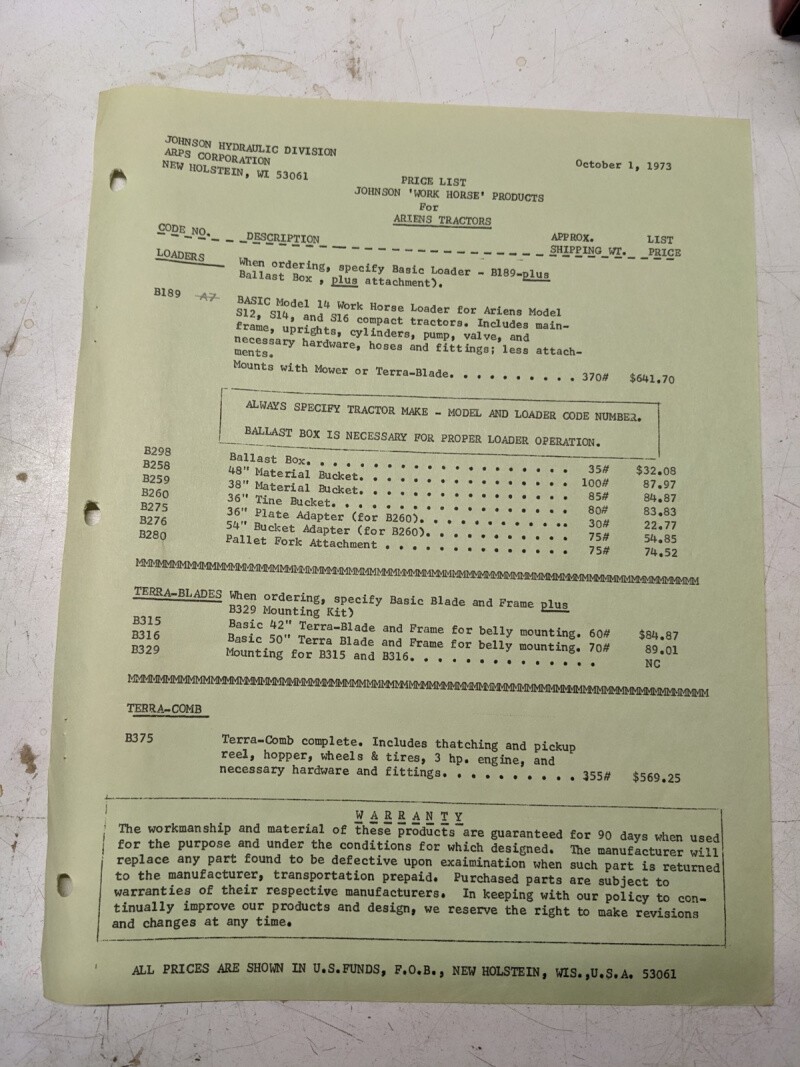 JOHNSON HYDRAULIC DIVISION
ARPS CORPORATION
NEW HOLSTEIN, WI 53061
October 1, 1973
PRICE LIST
JOHNSON 'WORK HORSE' PRODUCTS
For
ARIENS TRACTORS
CODE NO. DESCRIPTION APPROX. SHIPPING WT. LIST PRICE
LOADERS When ordering, specify Basic Loader - B189-plus
Ballast Box , plus attachment).
B189 A7 BASIC Model 14 Work Horse Loader for Ariens Model
S12, S14, and S16 compact tractors. Includes main-
frame, uprights, cylinders, pump, valve, and
necessary hardware, hoses and fittings; less attach-
ments.
Mounts with Mower or Terra-Blade. . . . . . . . . . 370# $641.70
ALWAYS SPECIFY TRACTOR MAKE - MODEL AND LOADER CODE NUMBER.
BALLAST BOX IS NECESSARY FOR PROPER LOADER OPERATION.
B298 Ballast Box. . . . . . . . . . . . . . . . . . . . 35# $32.08
B258 48" Material Bucket. . . . . . . . . . . . . . . . 100# 87.97
B259 38" Material Bucket. . . . . . . . . . . . . . . . 85# 84.87
B260 36" Tine Bucket. . . . . . . . . . . . . . . . . . 80# 83.83
B275 36" Plate Adapter (for B260). . . . . . . . . . . 30# 22.77
B276 54" Bucket Adapter (for B260). . . . . . . . . . . 75# 54.85
B280 Pallet Fork Attachment . . . . . . . . . . . . . . 75# 74.52
TERRA-BLADES When ordering, specify Basic Blade and Frame plus
B329 Mounting Kit)
B315 Basic 42" Terra-Blade and Frame for belly mounting. 60# $84.87
B316 Basic 50" Terra Blade and Frame for belly mounting. 70# 89.01
B329 Mounting for B315 and B316. . . . . . . . . . . . . . NC
TERRA-COMB
B375 Terra-Comb complete. Includes thatching and pickup
reel, hopper, wheels & tires, 3 hp. engine, and
necessary hardware and fittings. . . . . . . . . . 355# $569.25
WARRANTY
The workmanship and material of these products are guaranteed for 90 days when used
for the purpose and under the conditions for which designed. The manufacturer will
replace any part found to be defective upon exaimination when such part is returned
to the manufacturer, transportation prepaid. Purchased parts are subject to
warranties of their respective manufacturers. In keeping with our policy to con-
tinually improve our products and design, we reserve the right to make revisions
and changes at any time.
ALL PRICES ARE SHOWN IN U.S.FUNDS, F.O.B., NEW HOLSTEIN, WIS.,U.S.A. 53061